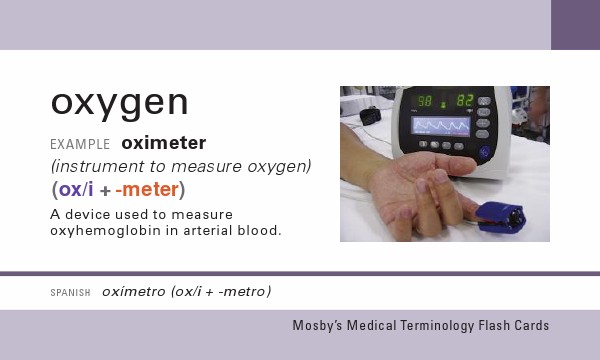 oxygen
EXAMPLE oximeter
(instrument to measure oxygen)
(ox/i + -meter)
A device used to measure
oxyhemoglobin in arterial blood.
98 82
SPANISH oxímetro (ox/i + -metro)
Mosby's Medical Terminology Flash Cards